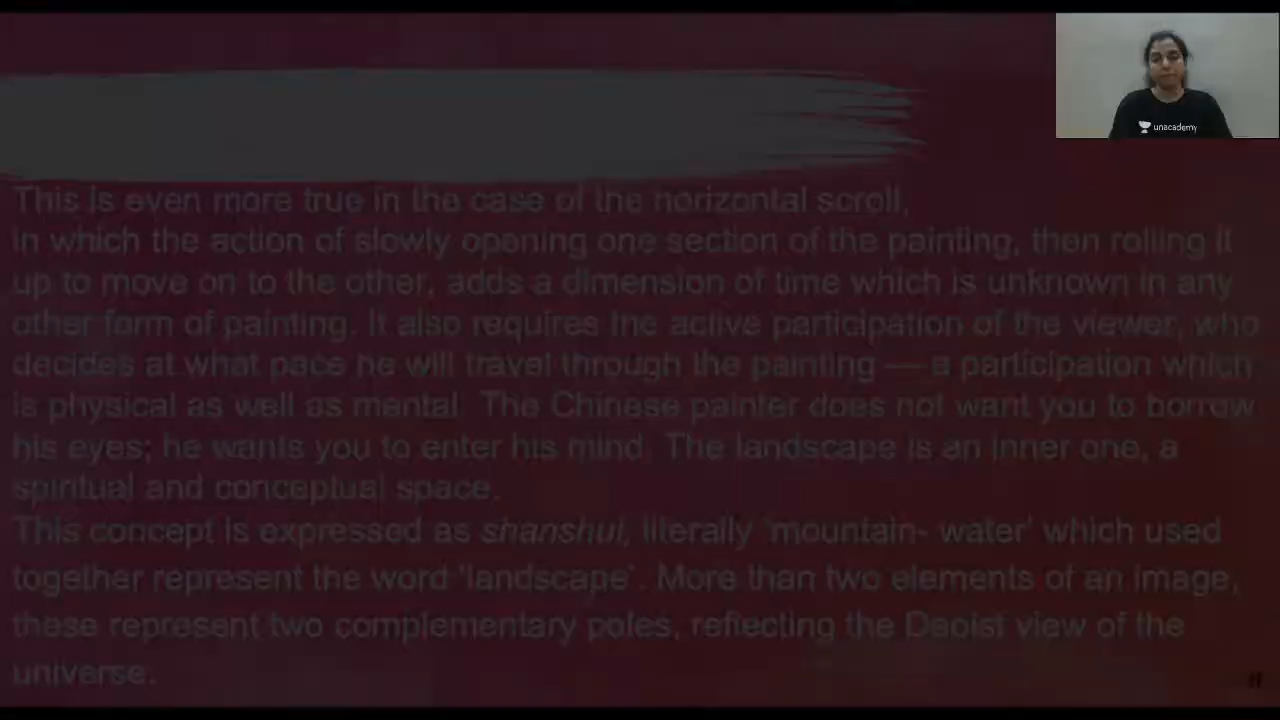 unacademy
This is even more true in the case of the horizontal scroll,
in which the action of slowly opening one section of the painting, then rolling it
up to move on to the other, adds a dimension of time which is unknown in any
other form of painting. It also requires the active participation of the viewer, who
decides at what pace he will travel through the painting — a participation which
is physical as well as mental. The Chinese painter does not want you to borrow
his eyes; he wants you to enter his mind. The landscape is an inner one, a
spiritual and conceptual space.
This concept is expressed as shanshui, literally 'mountain- water' which used
together represent the word 'landscape'. More than two elements of an image,
these represent two complementary poles, reflecting the Daoist view of the
universe.